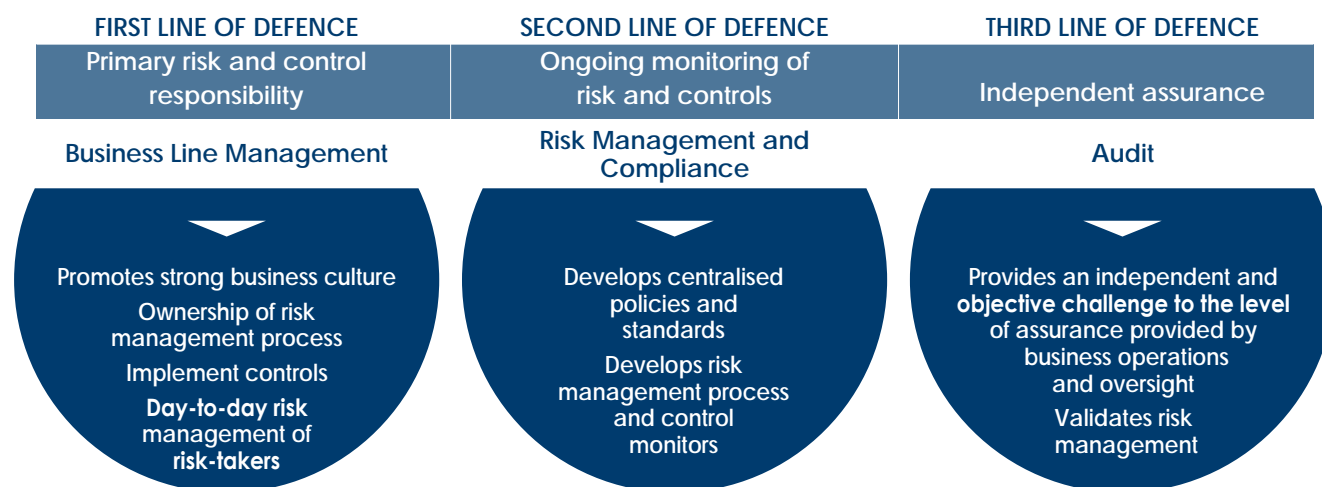 FIRST LINE OF DEFENCE
Primary risk and control
responsibility
Business Line Management
Promotes strong business culture
Ownership of risk
management process
Implement controls
Day-to-day risk
management of
risk-takers
SECOND LINE OF DEFENCE
Ongoing monitoring of
risk and controls
Risk Management and
Compliance
Develops centralised
policies and
standards
Develops risk
management process
and control
monitors
THIRD LINE OF DEFENCE
Independent assurance
Audit
Provides an independent and
objective challenge to the level
of assurance provided by
business operations
and oversight
Validates risk
management